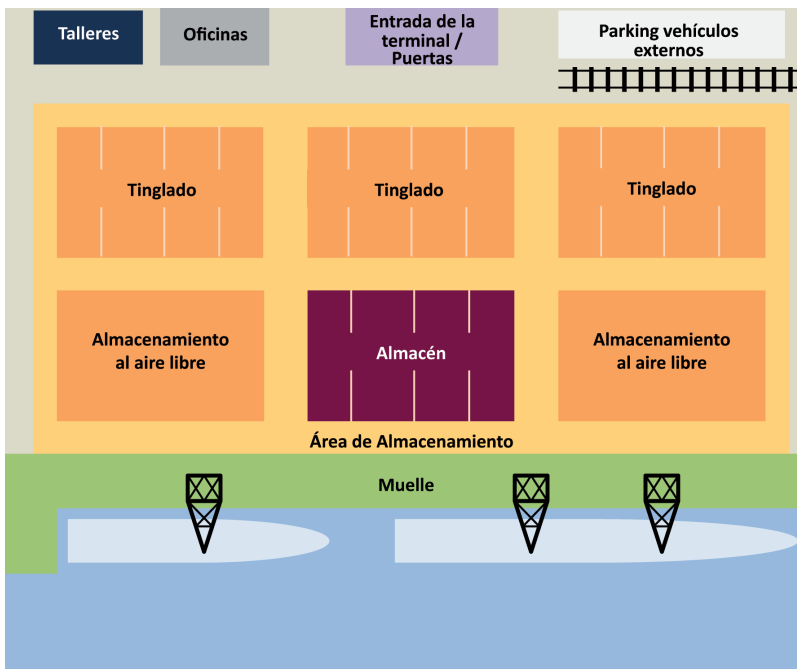 Talleres
Oficinas
Entrada de la
terminal /
Puertas
Parking vehículos
externos
Tinglado
Tinglado
Tinglado
Almacenamiento
al aire libre
Almacén
Almacenamiento
al aire libre
Área de Almacenamiento
Muelle